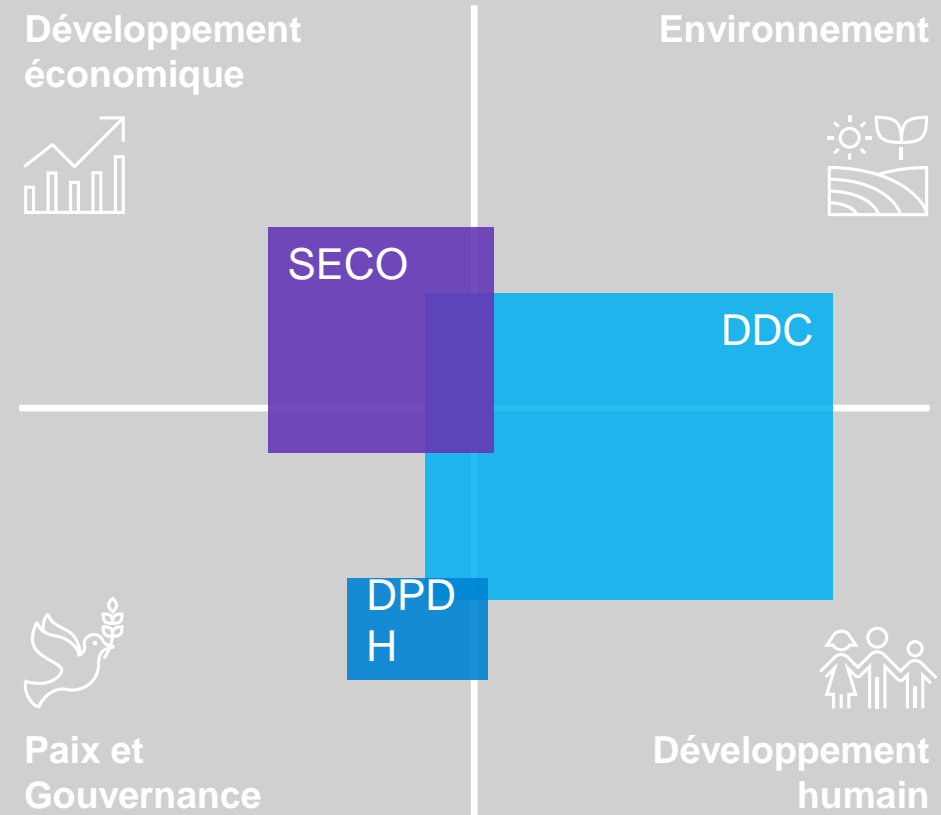 Développement
économique
Environnement
SECO
DDC
DPD
H
Paix et
Gouvernance
Développement
humain